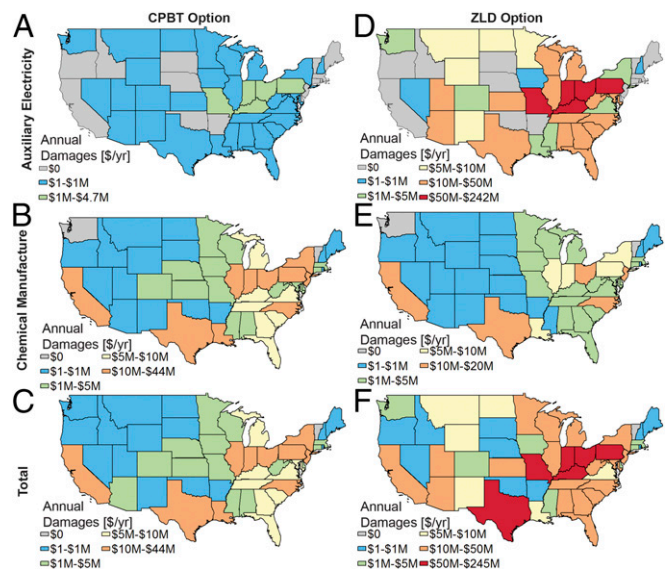 CPBT Option
ZLD Option
A
D
Auxiliary Electricity
Annual
Damages [$/yr]
$0
$1-$1M
$1M-$4.7M
Annual
Damages [$/yr]
$0
$1-$1M
$1M-$5M
$5M-$10M
$10M-$50M
$50M-$242M
B
E
Chemical Manufacture
Annual
Damages [$/yr]
$0
$1-$1M
$1M-$5M
$5M-$10M
$10M-$44M
Annual
Damages [$/yr]
$0
$1-$1M
$1M-$5M
$5M-$10M
$10M-$20M
C
F
Total
Annual
Damages [$/yr]
$0
$1-$1M
$1M-$5M
$5M-$10M
$10M-$44M
Annual
Damages [$/yr]
$0
$1-$1M
$1M-$5M
$5M-$10M
$10M-$50M
$50M-$245M